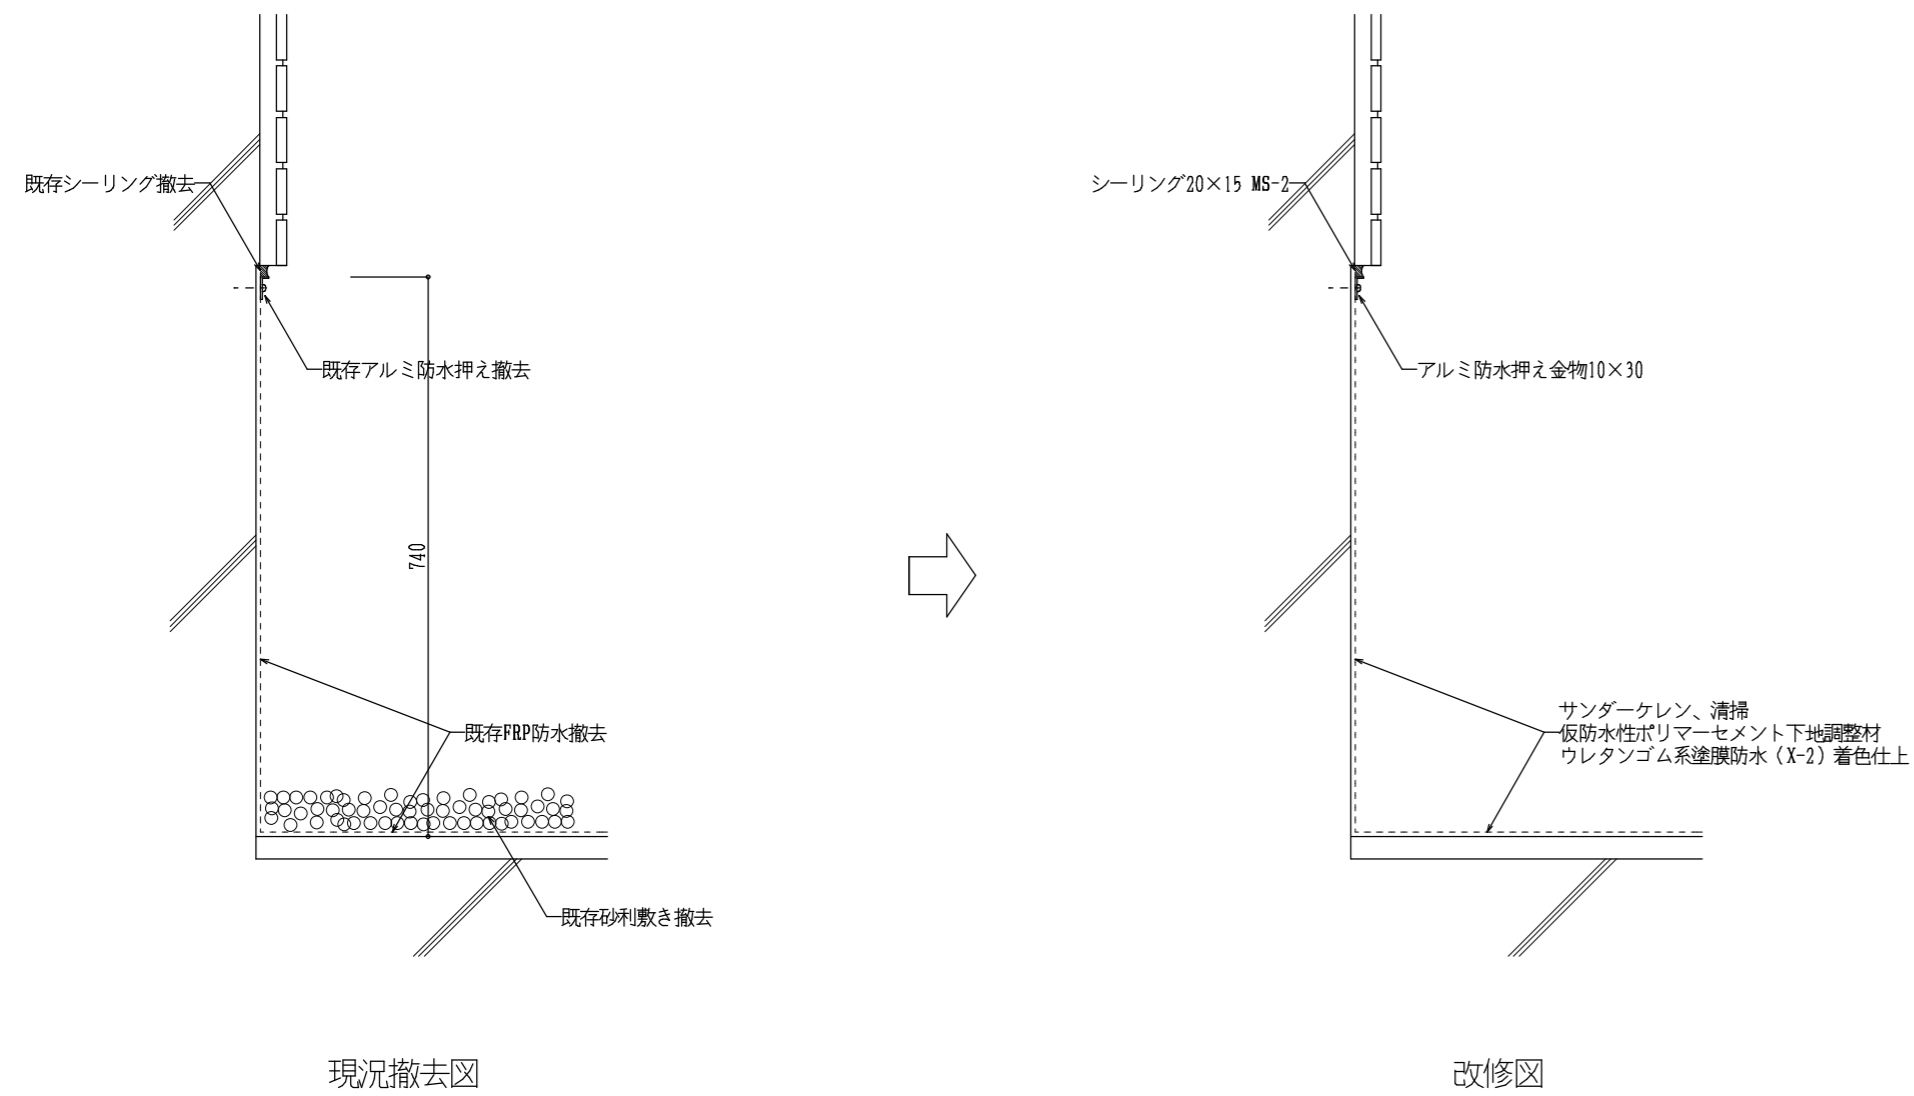 既存シーリング撤去
既存アルミ防水押え撤去
740
既存FRP防水撤去
既存砂利敷き撤去
現況撤去図
シーリング20×15 MS-2
アルミ防水押え金物10×30
サンダーケレン、清掃
仮防水性ポリマーセメント下地調整材
ウレタンゴム系塗膜防水（X-2）着色仕上
改修図